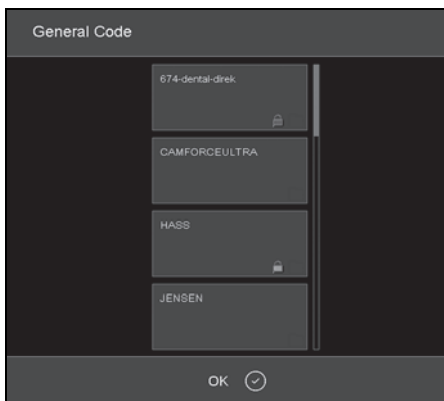 General Code
674-dental-direk
CAMFORCEULTRA
HASS
JENSEN
OK